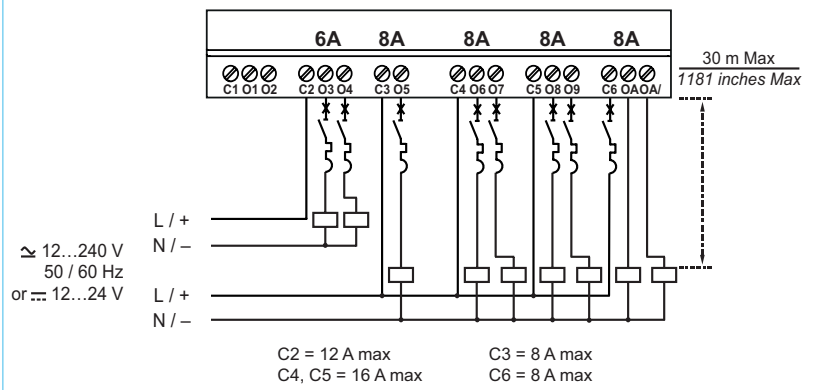 6A 8A 8A 8A 8A
C1 O1 O2 C2 O3 O4 C3 O5 C4 O6 O7 C5 O8 O9 C6 OA OA/
30 m Max
1181 inches Max
L / +
N / –
≃ 12...240 V
50 / 60 Hz
or ⎓ 12...24 V
L / +
N / –
C2 = 12 A max C3 = 8 A max
C4, C5 = 16 A max C6 = 8 A max